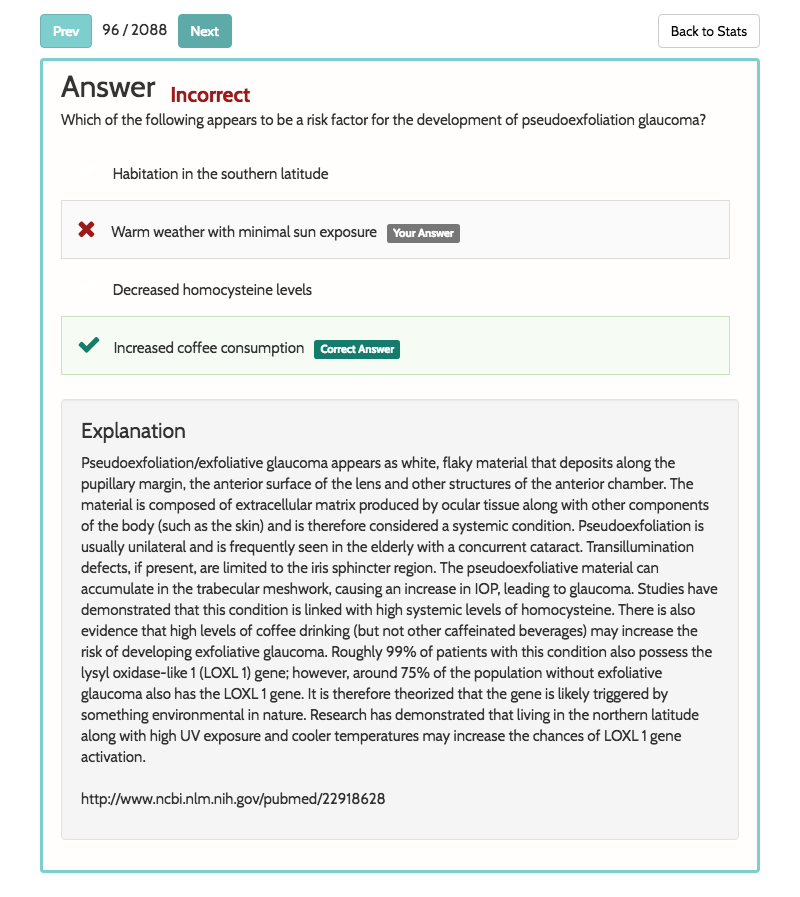 Prev 96 / 2088 Next Back to Stats
Answer Incorrect
Which of the following appears to be a risk factor for the development of pseudoexfoliation glaucoma?
Habitation in the southern latitude
Warm weather with minimal sun exposure Your Answer
Decreased homocysteine levels
Increased coffee consumption Correct Answer
Explanation
Pseudoexfoliation/exfoliative glaucoma appears as white, flaky material that deposits along the
pupillary margin, the anterior surface of the lens and other structures of the anterior chamber. The
material is composed of extracellular matrix produced by ocular tissue along with other components
of the body (such as the skin) and is therefore considered a systemic condition. Pseudoexfoliation is
usually unilateral and is frequently seen in the elderly with a concurrent cataract. Transillumination
defects, if present, are limited to the iris sphincter region. The pseudoexfoliative material can
accumulate in the trabecular meshwork, causing an increase in IOP, leading to glaucoma. Studies have
demonstrated that this condition is linked with high systemic levels of homocysteine. There is also
evidence that high levels of coffee drinking (but not other caffeinated beverages) may increase the
risk of developing exfoliative glaucoma. Roughly 99% of patients with this condition also possess the
lysyl oxidase-like 1 (LOXL 1) gene; however, around 75% of the population without exfoliative
glaucoma also has the LOXL 1 gene. It is therefore theorized that the gene is likely triggered by
something environmental in nature. Research has demonstrated that living in the northern latitude
along with high UV exposure and cooler temperatures may increase the chances of LOXL 1 gene
activation.
http://www.ncbi.nlm.nih.gov/pubmed/22918628